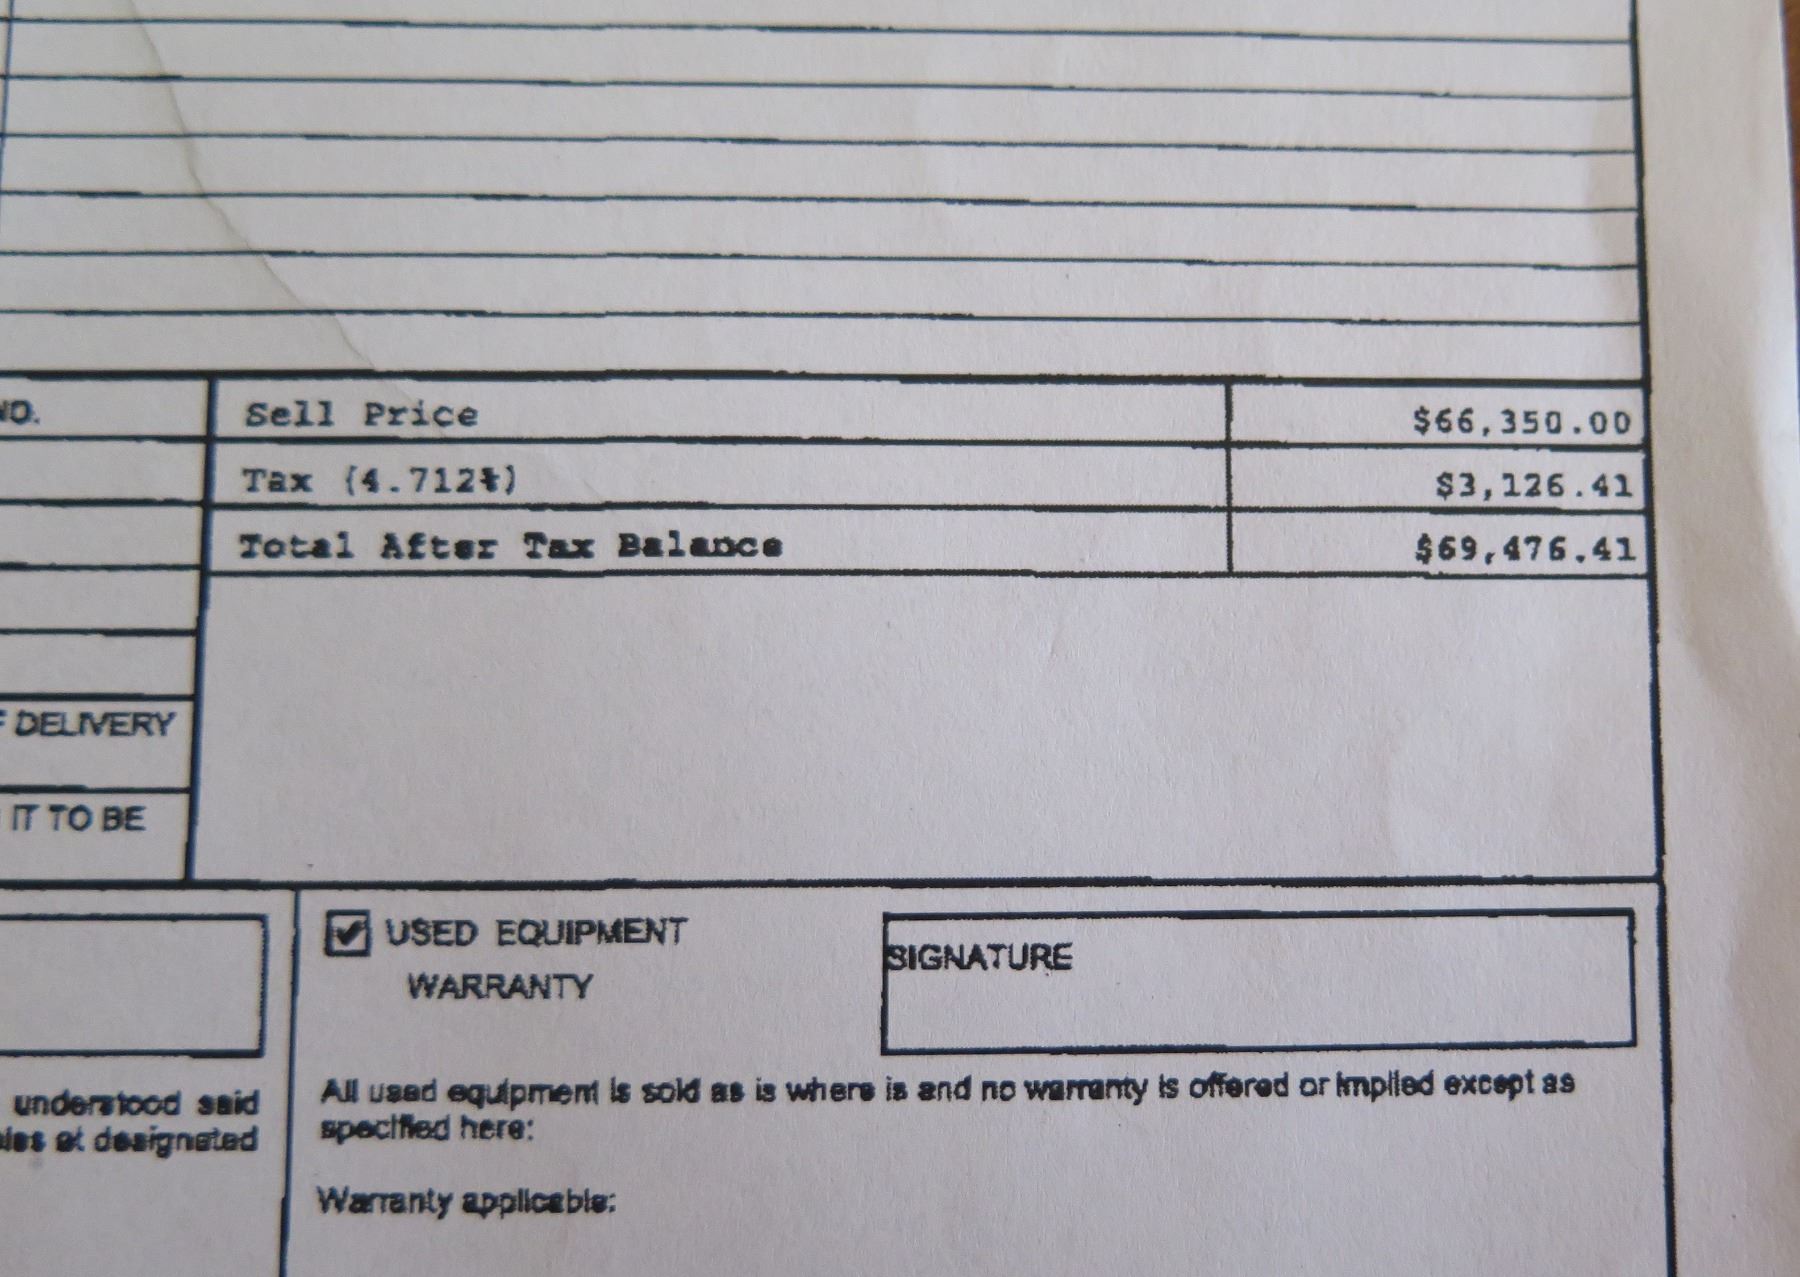 NO.
Sell Price $66,350.00
Tax (4.712%) $3,126.41
Total After Tax Balance $69,476.41
DELIVERY
IT TO BE
USED EQUIPMENT
WARRANTY
SIGNATURE
understood said
at designated
All used equipment is sold as is where is and no warranty is offered or implied except as
specified here:
Warranty applicable: